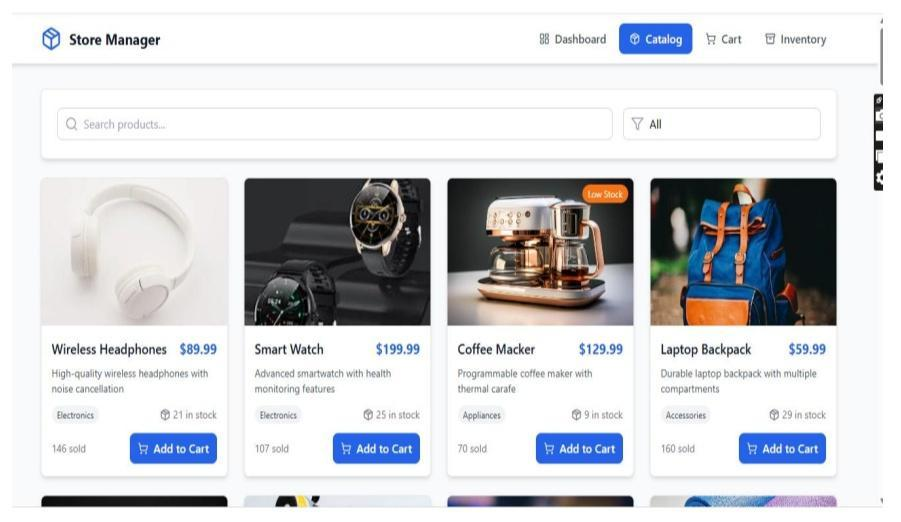 Store Manager
Dashboard
Catalog
Cart
Inventory
Search products...
All
Low Stock
Wireless Headphones $89.99
High-quality wireless headphones with
noise cancellation
Electronics
21 in stock
146 sold
Add to Cart
Smart Watch $199.99
Advanced smartwatch with health
monitoring features
Electronics
25 in stock
107 sold
Add to Cart
Coffee Macker $129.99
Programmable coffee maker with
thermal carafe
Appliances
9 in stock
70 sold
Add to Cart
Laptop Backpack $59.99
Durable laptop backpack with multiple
compartments
Accessories
29 in stock
160 sold
Add to Cart